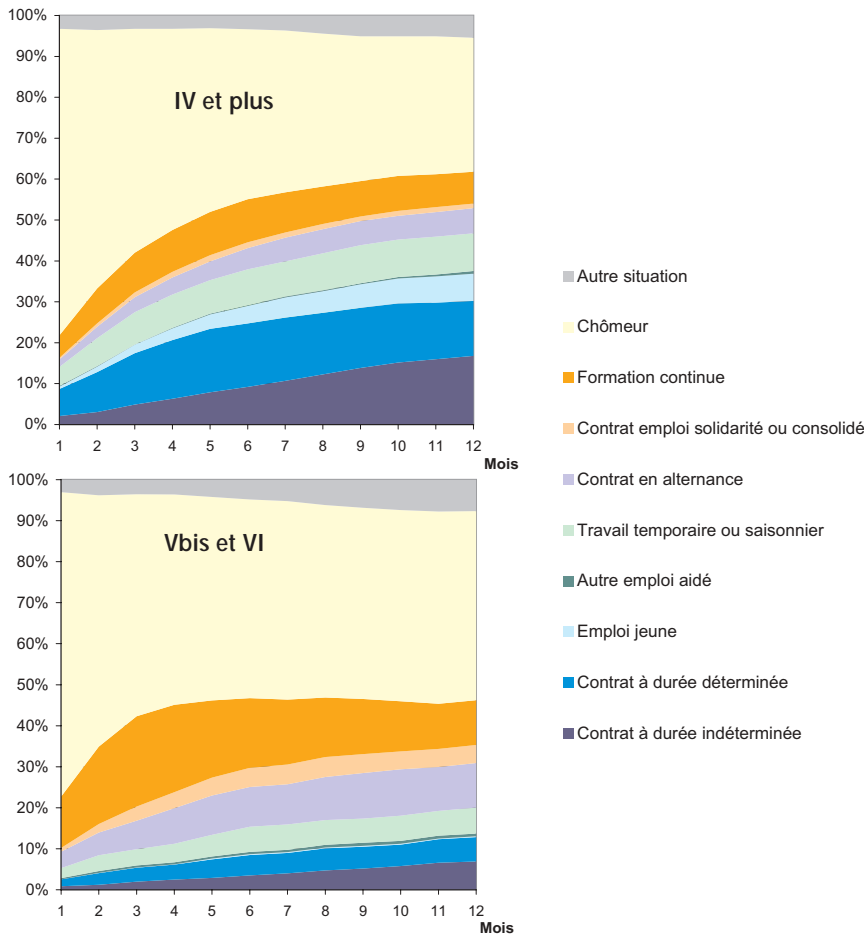 100%
90%
80%
70%
60%
50%
40%
30%
20%
10%
0%
IV et plus
1 2 3 4 5 6 7 8 9 10 11 12
Mois
100%
90%
80%
70%
60%
50%
40%
30%
20%
10%
0%
Vbis et VI
1 2 3 4 5 6 7 8 9 10 11 12
Mois
Autre situation
Chômeur
Formation continue
Contrat emploi solidarité ou consolidé
Contrat en alternance
Travail temporaire ou saisonnier
Autre emploi aidé
Emploi jeune
Contrat à durée déterminée
Contrat à durée indéterminée